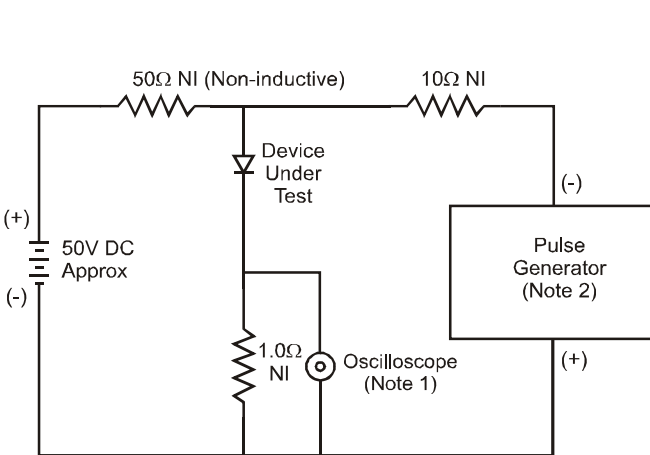 50Ω NI (Non-inductive)
10Ω NI
Device
Under
Test
(-)
(+)
50V DC
Approx
(-)
Pulse
Generator
(Note 2)
1.0Ω
NI
Oscilloscope
(Note 1)
(+)